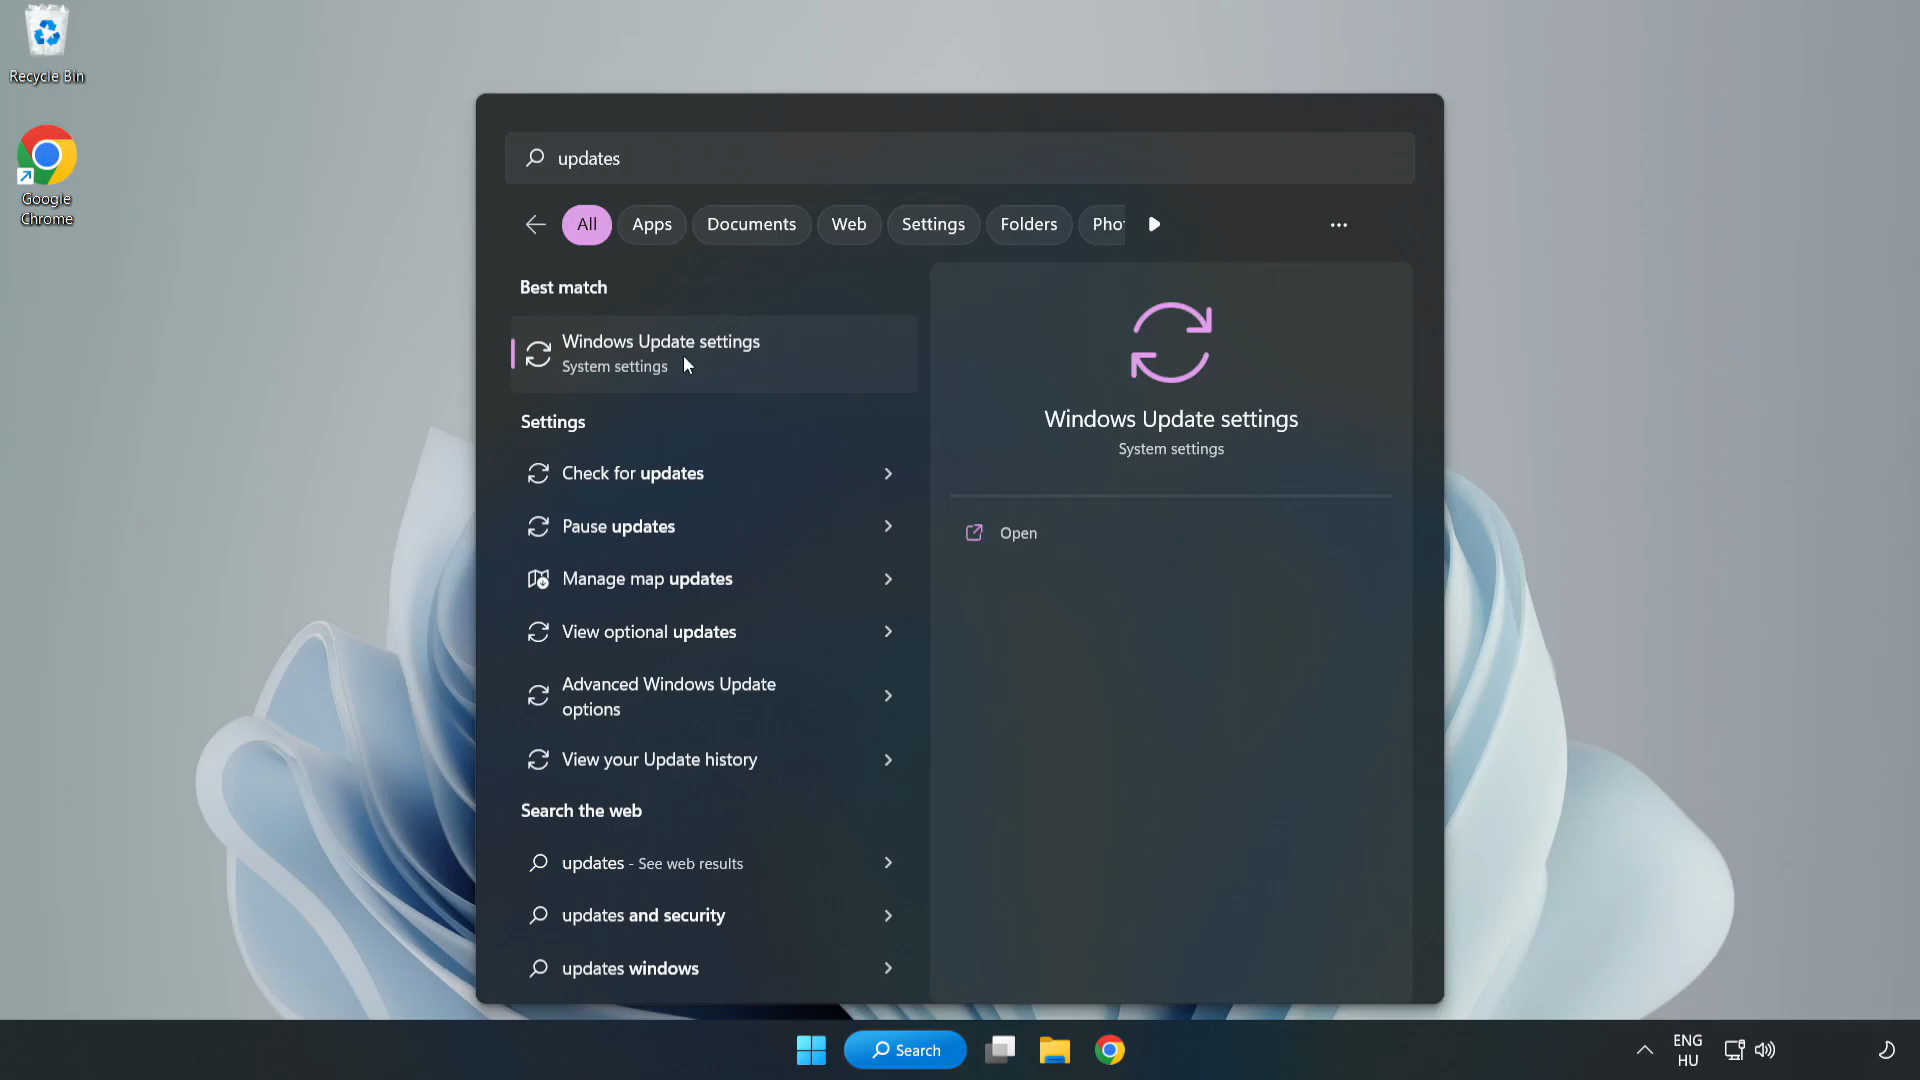 Recycle Bin
Google
Chrome
updates
All
Apps
Documents
Web
Settings
Folders
Pho
Best match
Windows Update settings
System settings
Settings
Check for updates
Pause updates
Manage map updates
View optional updates
Advanced Windows Update
options
View your Update history
Search the web
updates - See web results
updates and security
updates windows
Windows Update settings
System settings
Open
Search
ENG
HU